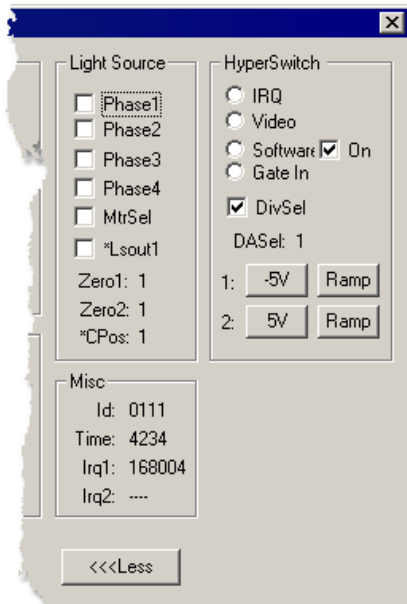 Light Source
Phase1
Phase2
Phase3
Phase4
MtrSel
*Lsout1
Zero1: 1
Zero2: 1
*CPos: 1
HyperSwitch
IRQ
Video
Software On
Gate In
DivSel
DASel: 1
1: -5V Ramp
2: 5V Ramp
Misc
Id: 0111
Time: 4234
Irq1: 168004
Irq2: ----
<<<Less